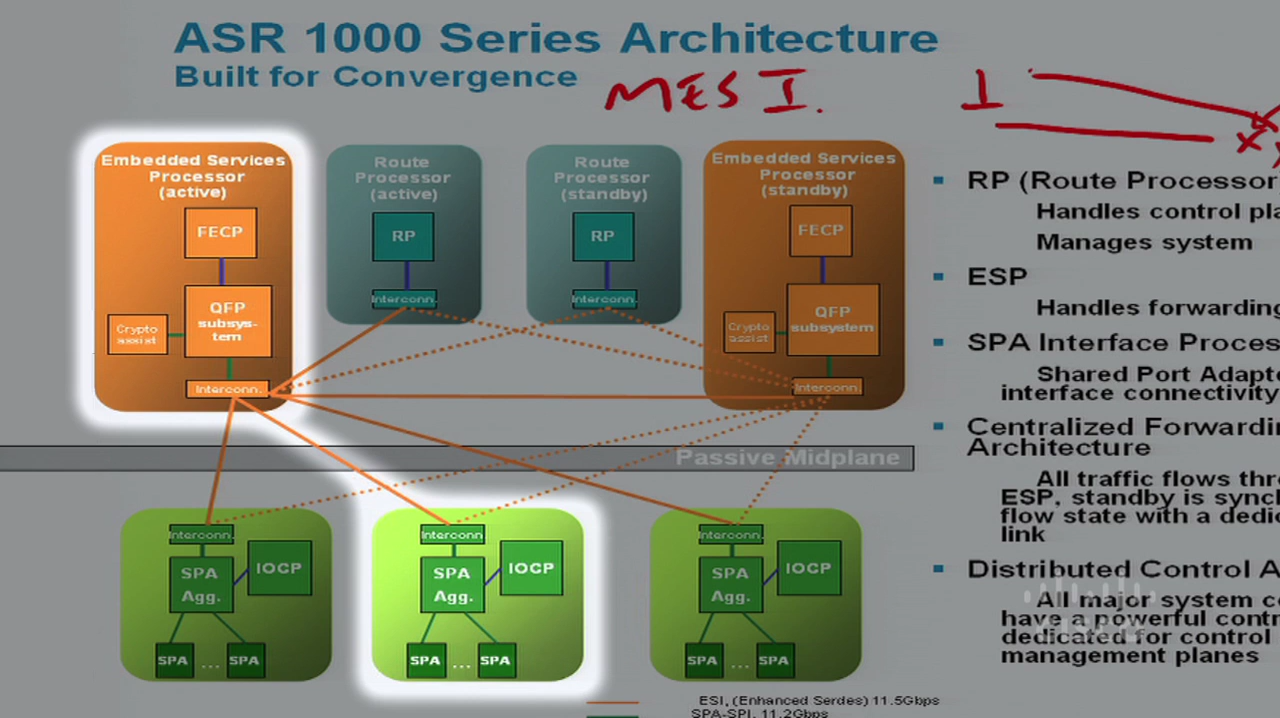 ASR 1000 Series Architecture
Built for Convergence
MESI.
1
Embedded Services
Processor
(active)
FECP
QFP
subsys-
tem
Crypto
assist
Interconn.
Route
Processor
(active)
RP
Interconn.
Route
Processor
(standby)
RP
Interconn.
Embedded Services
Processor
(standby)
FECP
QFP
subsystem
Crypto
assist
Interconn.
Passive Midplane
Interconn.
SPA
Agg.
IOCP
SPA ... SPA
Interconn.
SPA
Agg.
IOCP
SPA ... SPA
Interconn.
SPA
Agg.
IOCP
SPA ... SPA
RP (Route Processor
Handles control pla
Manages system
ESP
Handles forwarding
SPA Interface Proces
Shared Port Adapte
interface connectivity
Centralized Forwardin
Architecture
All traffic flows thr
ESP, standby is sync
flow state with a dedic
link
Distributed Control A
All major system co
have a powerful contr
dedicated for control
management planes
ESI, (Enhanced Serdes) 11.5Gbps
SPA-SPI, 11.2Gbps